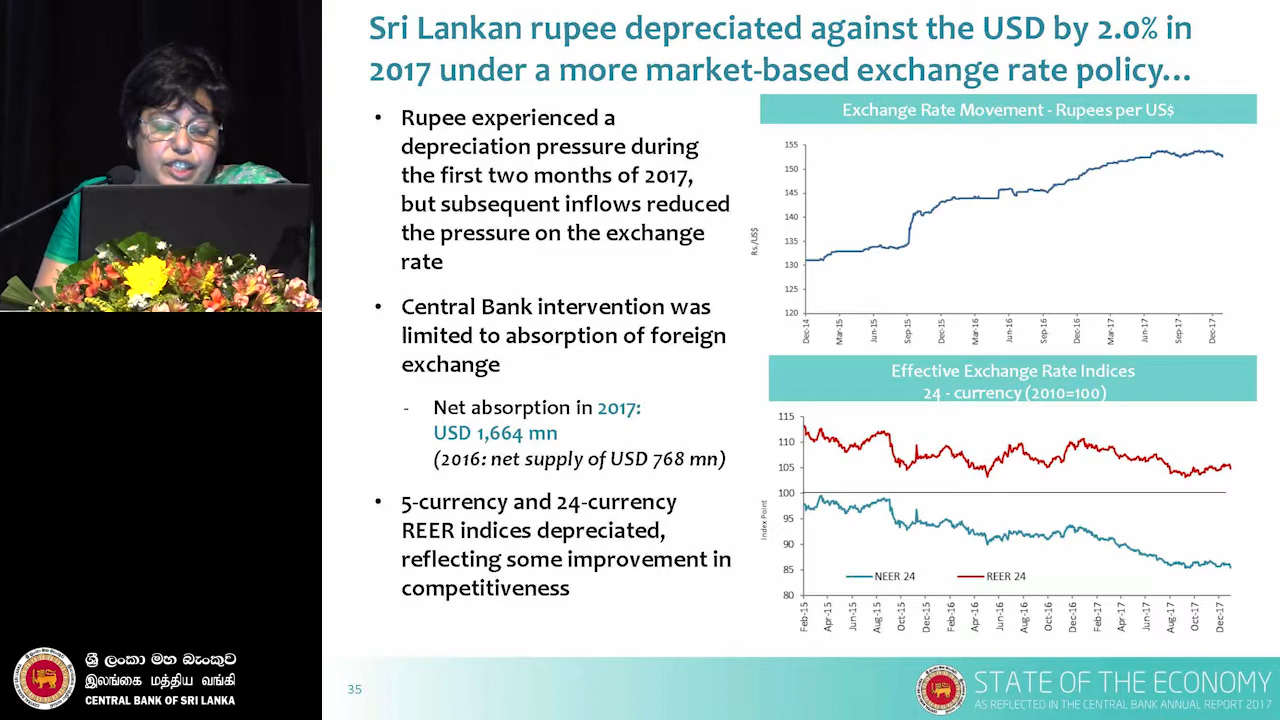 Sri Lankan rupee depreciated against the USD by 2.0% in
2017 under a more market-based exchange rate policy...
• Rupee experienced a
depreciation pressure during
the first two months of 2017,
but subsequent inflows reduced
the pressure on the exchange
rate
• Central Bank intervention was
limited to absorption of foreign
exchange
- Net absorption in 2017:
USD 1,664 mn
(2016: net supply of USD 768 mn)
• 5-currency and 24-currency
REER indices depreciated,
reflecting some improvement in
competitiveness
Exchange Rate Movement - Rupees per US$
Rs./US$
155
150
145
140
135
130
125
120
Dec-14
Mar-15
Jun-15
Sep-15
Dec-15
Mar-16
Jun-16
Sep-16
Dec-16
Mar-17
Jun-17
Sep-17
Dec-17
Effective Exchange Rate Indices
24 - currency (2010=100)
Index Point
115
110
105
100
95
90
85
80
NEER 24
REER 24
Feb-15
Apr-15
Jun-15
Aug-15
Oct-15
Dec-15
Feb-16
Apr-16
Jun-16
Aug-16
Oct-16
Dec-16
Feb-17
Apr-17
Jun-17
Aug-17
Oct-17
Dec-17
ශ්‍රී ලංකා මහ බැංකුව
இலங்கை மத்திய வங்கி
CENTRAL BANK OF SRI LANKA
35
STATE OF THE ECONOMY
AS REFLECTED IN THE CENTRAL BANK ANNUAL REPORT 2017